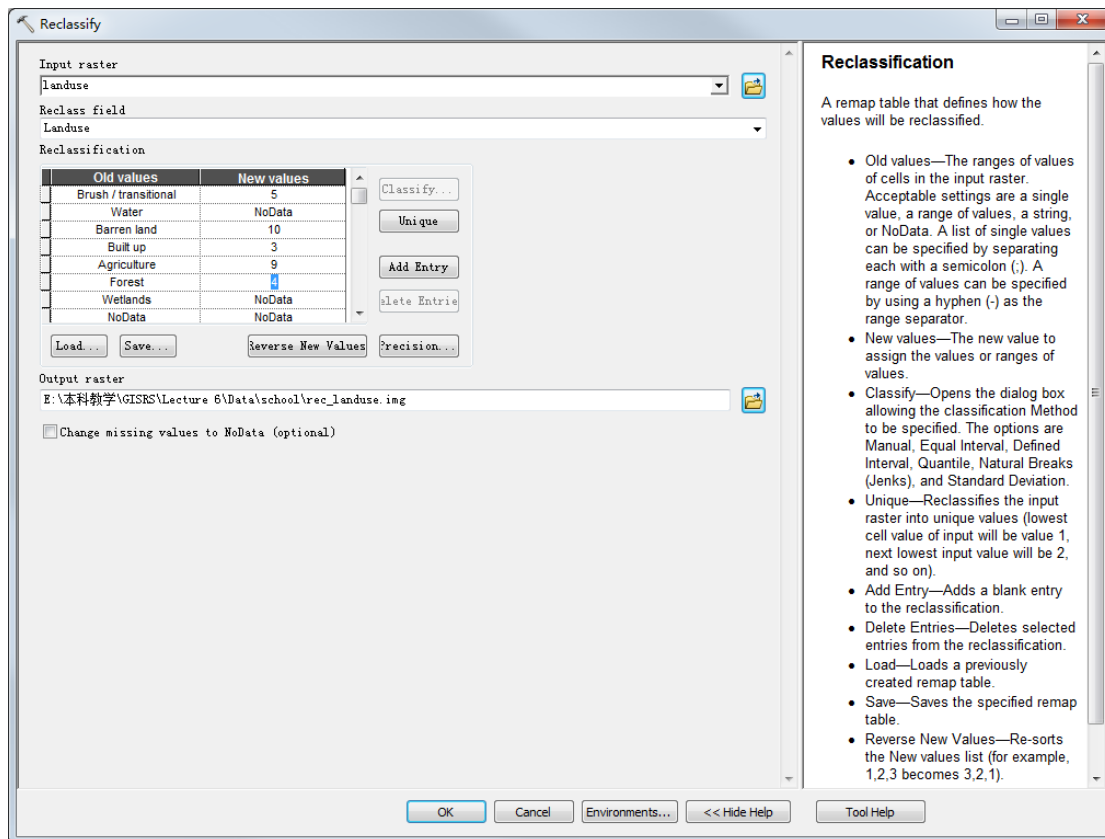 Reclassify
Input raster
landuse
Reclass field
Landuse
Reclassification
Old values New values
Brush / transitional 5
Water NoData
Barren land 10
Built up 3
Agriculture 9
Forest 4
Wetlands NoData
NoData NoData
Classify...
Unique
Add Entry
elete Entrie
Load... Save... Reverse New Values Precision...
Output raster
E:\本科教学\GISRS\Lecture 6\Data\school\rec_landuse.img
Change missing values to NoData (optional)
OK Cancel Environments... << Hide Help Tool Help
Reclassification
A remap table that defines how the
values will be reclassified.
• Old values—The ranges of values
of cells in the input raster.
Acceptable settings are a single
value, a range of values, a string,
or NoData. A list of single values
can be specified by separating
each with a semicolon (;). A
range of values can be specified
by using a hyphen (-) as the
range separator.
• New values—The new value to
assign the values or ranges of
values.
• Classify—Opens the dialog box
allowing the classification Method
to be specified. The options are
Manual, Equal Interval, Defined
Interval, Quantile, Natural Breaks
(Jenks), and Standard Deviation.
• Unique—Reclassifies the input
raster into unique values (lowest
cell value of input will be value 1,
next lowest input value will be 2,
and so on).
• Add Entry—Adds a blank entry
to the reclassification.
• Delete Entries—Deletes selected
entries from the reclassification.
• Load—Loads a previously
created remap table.
• Save—Saves the specified remap
table.
• Reverse New Values—Re-sorts
the New values list (for example,
1,2,3 becomes 3,2,1).